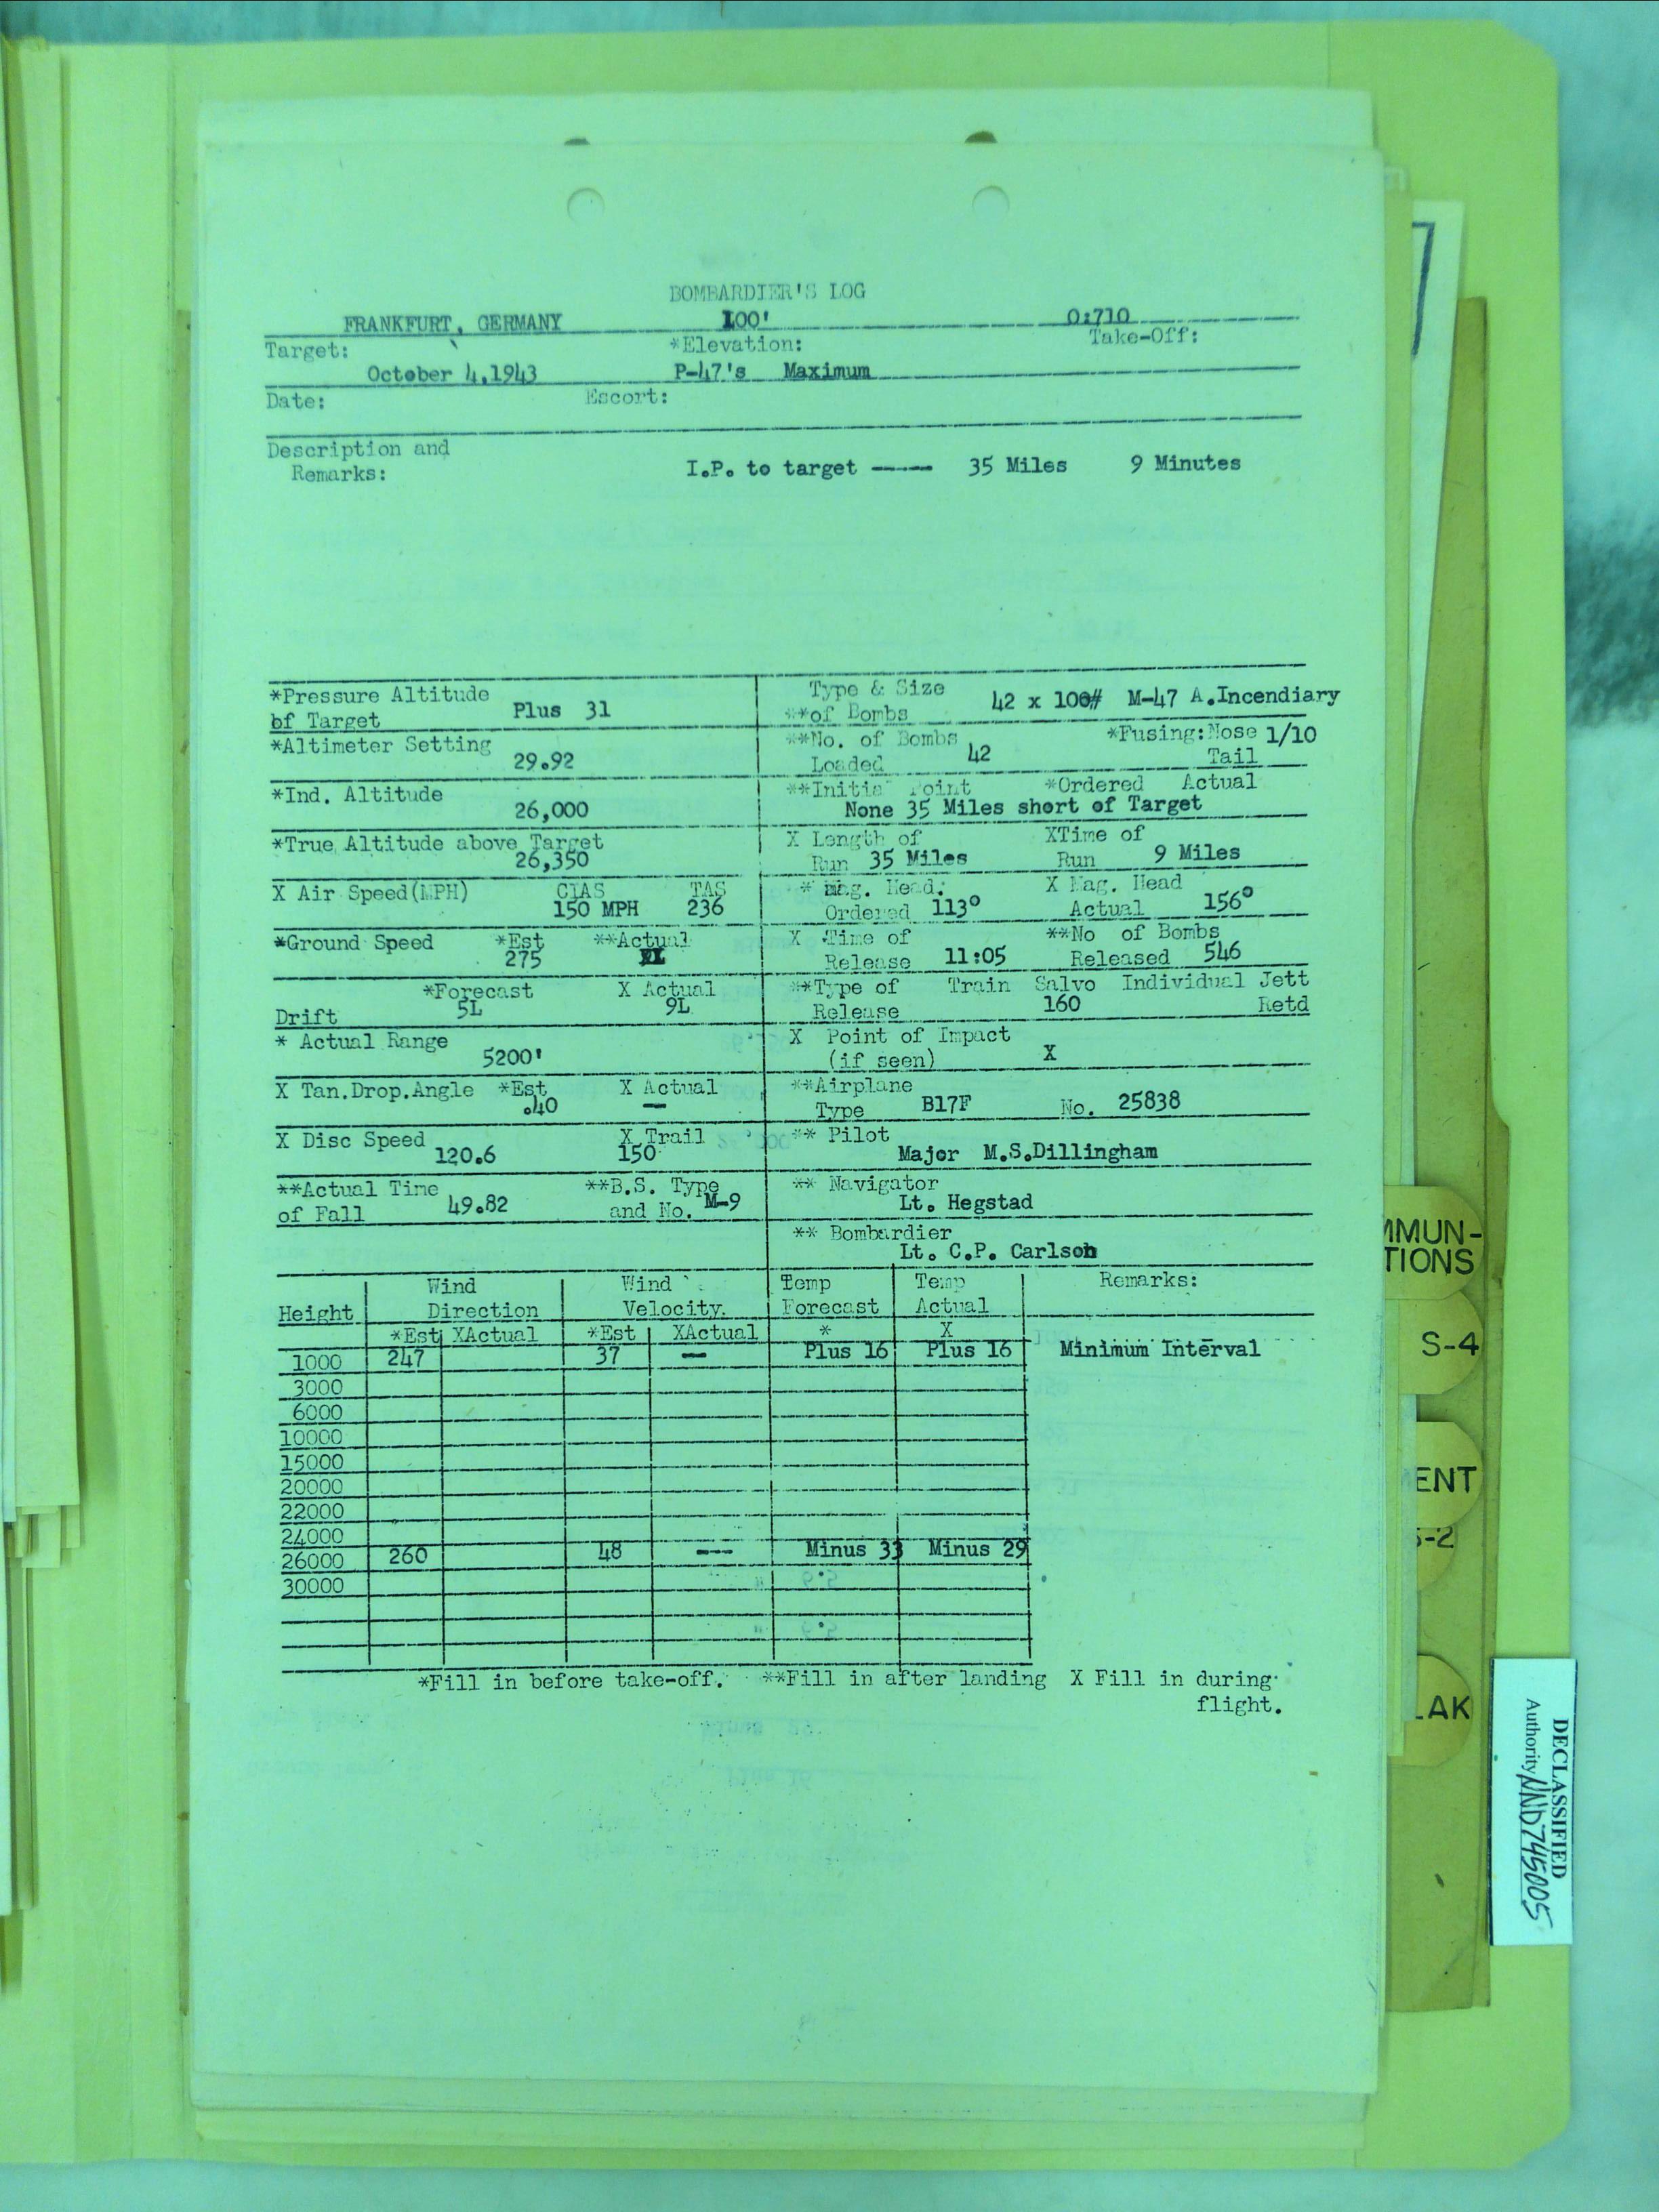 BOMBARDIER'S LOG
FRANKFURT, GERMANY 100' 0:710
Target: *Elevation: Take-Off:
October 4,1943 P-47's Maximum
Date: Escort:
Description and
Remarks: I.P. to target ----- 35 Miles 9 Minutes
*Pressure Altitude
of Target Plus 31
Type & Size
**of Bombs 42 x 100# M-47 A.Incendiary
*Altimeter Setting
29.92
**No. of Bombs
Loaded 42
*Fusing:Nose 1/10
Tail
*Ind. Altitude
26,000
**Initial Point *Ordered Actual
None 35 Miles short of Target
*True Altitude above Target
26,350
X Length of
Run 35 Miles
XTime of
Run 9 Miles
X Air Speed(MPH) CIAS TAS
150 MPH 236
* Mag. Head.
Ordered 113°
X Mag. Head
Actual 156°
*Ground Speed *Est **Actual
275
X Time of
Release 11:05
**No of Bombs
Released 546
*Forecast X Actual
Drift 5L 9L
**Type of Train Salvo Individual Jett
Release 160 Retd
* Actual Range
5200'
X Point of Impact
(if seen) X
X Tan.Drop.Angle *Est X Actual
.40 —
**Airplane
Type B17F No. 25838
X Disc Speed X Trail
120.6 150
** Pilot
Major M.S.Dillingham
**Actual Time
of Fall 49.82
**B.S. Type
and No. M-9
** Navigator
Lt. Hegstad
** Bombardier
Lt. C.P. Carlson
Height Wind Direction Wind Velocity. Temp Forecast Temp Actual Remarks:
*Est XActual *Est XActual * X
1000 247 37 — Plus 16 Plus 16 Minimum Interval
3000
6000
10000
15000
20000
22000
24000
26000 260 48 --- Minus 33 Minus 29
30000
*Fill in before take-off. **Fill in after landing X Fill in during
flight.
MMUN-
TIONS
S-4
ENT
S-2
LAK
DECLASSIFIED
Authority NND745005